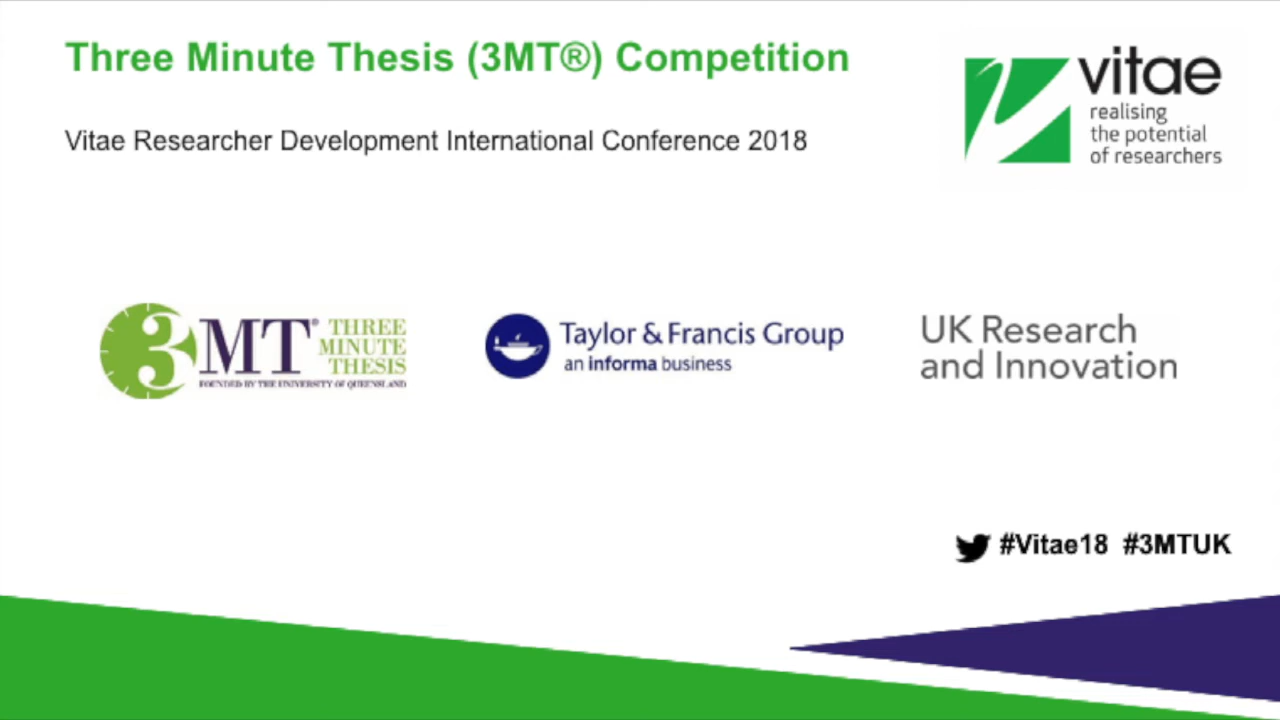 Three Minute Thesis (3MT®) Competition
Vitae Researcher Development International Conference 2018
vitae
realising
the potential
of researchers
3MT® THREE
MINUTE
THESIS
FOUNDED BY THE UNIVERSITY OF QUEENSLAND
Taylor & Francis Group
an informa business
UK Research
and Innovation
#Vitae18 #3MTUK